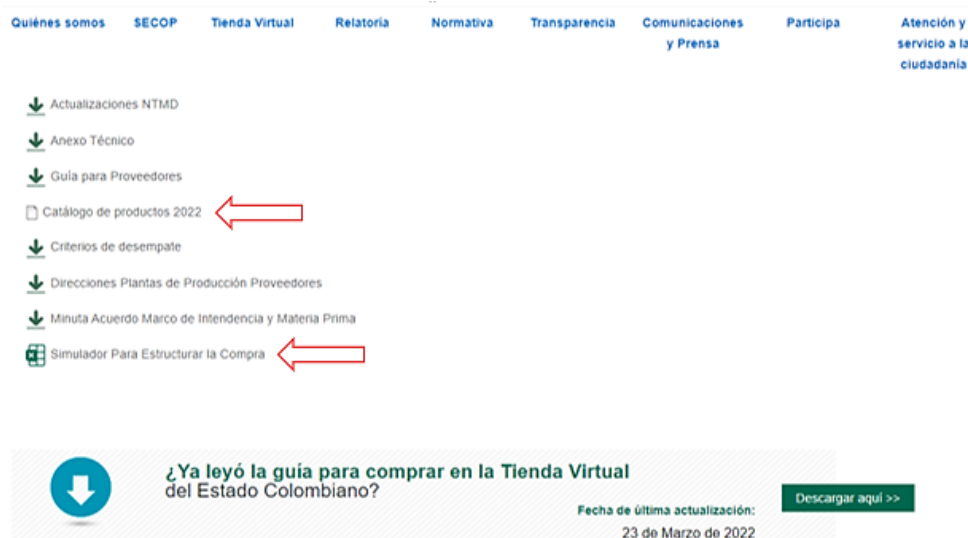 Quiénes somos SECOP Tienda Virtual Relatoría Normativa Transparencia Comunicaciones y Prensa Participa Atención y servicio a la ciudadanía
Actualizaciones NTMD
Anexo Técnico
Guía para Proveedores
Catálogo de productos 2022
Criterios de desempate
Direcciones Plantas de Producción Proveedores
Minuta Acuerdo Marco de Intendencia y Materia Prima
Simulador Para Estructurar la Compra
¿Ya leyó la guía para comprar en la Tienda Virtual
del Estado Colombiano?
Fecha de última actualización:
23 de Marzo de 2022
Descargar aquí >>